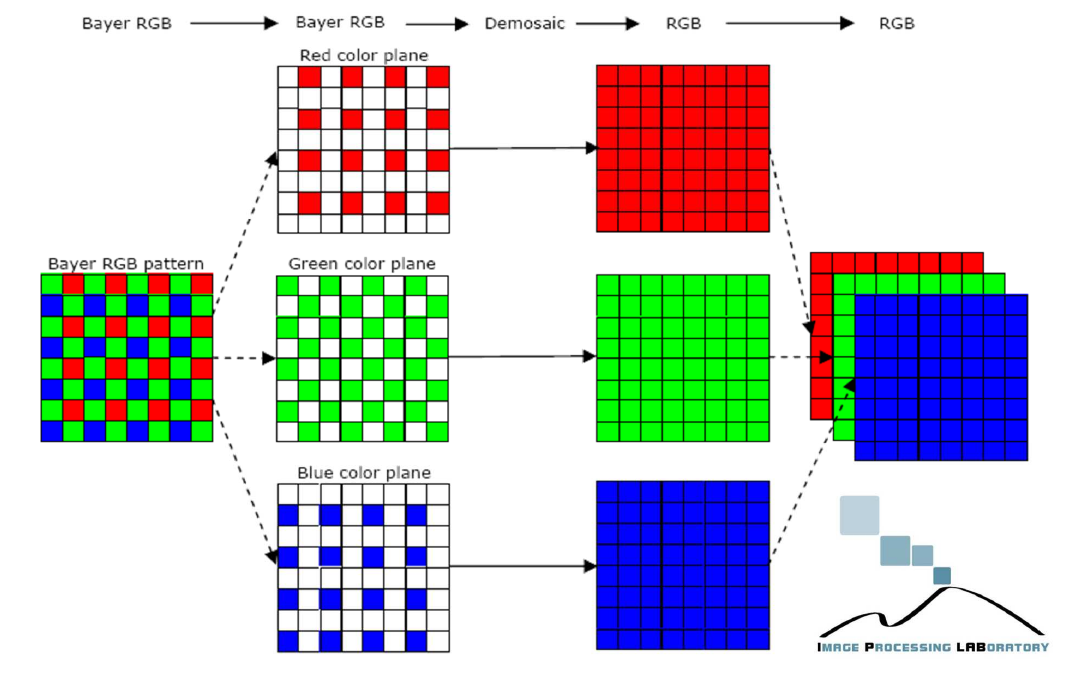 Bayer RGB Bayer RGB Demosaic RGB RGB
Red color plane
Bayer RGB pattern
Green color plane
Blue color plane
IMAGE PROCESSING LABORATORY